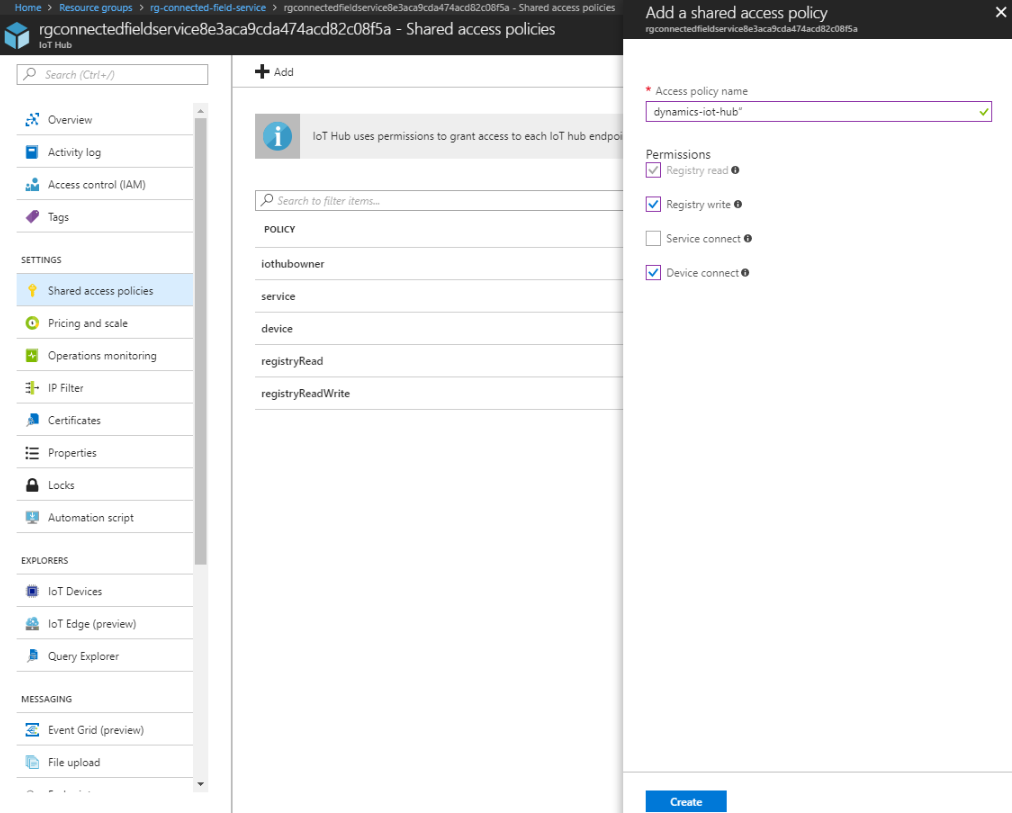 Home > Resource groups > rg-connected-field-service > rgconnectedfieldservice8e3aca9cda474acd82c08f5a - Shared access policies
rgconnectedfieldservice8e3aca9cda474acd82c08f5a - Shared access policies
IoT Hub
Search (Ctrl+/)
Overview
Activity log
Access control (IAM)
Tags
SETTINGS
Shared access policies
Pricing and scale
Operations monitoring
IP Filter
Certificates
Properties
Locks
Automation script
EXPLORERS
IoT Devices
IoT Edge (preview)
Query Explorer
MESSAGING
Event Grid (preview)
File upload
Add
IoT Hub uses permissions to grant access to each IoT hub endpoi
Search to filter items...
POLICY
iothubowner
service
device
registryRead
registryReadWrite
Add a shared access policy
rgconnectedfieldservice8e3aca9cda474acd82c08f5a
* Access policy name
dynamics-iot-hub"
Permissions
Registry read
Registry write
Service connect
Device connect
Create